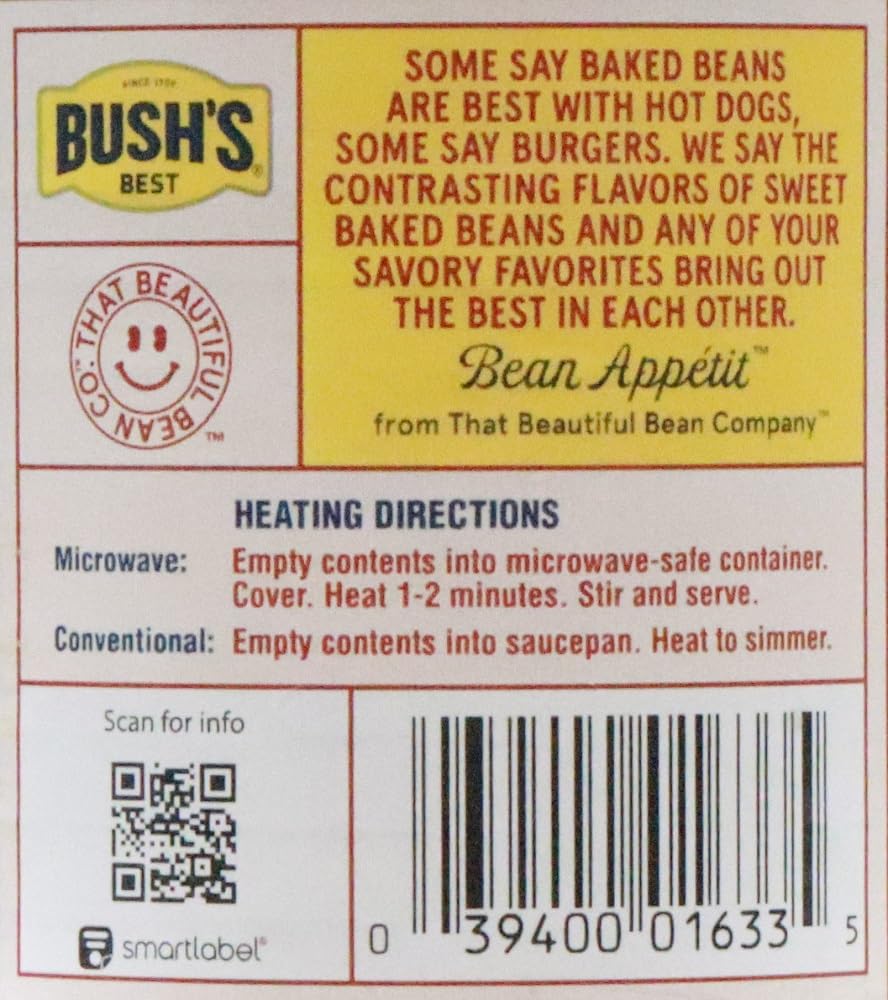 SINCE 1908
BUSH'S®
BEST
THAT BEAUTIFUL BEAN CO.™
™
SOME SAY BAKED BEANS
ARE BEST WITH HOT DOGS,
SOME SAY BURGERS. WE SAY THE
CONTRASTING FLAVORS OF SWEET
BAKED BEANS AND ANY OF YOUR
SAVORY FAVORITES BRING OUT
THE BEST IN EACH OTHER.
Bean Appétit™
from That Beautiful Bean Company™
HEATING DIRECTIONS
Microwave: Empty contents into microwave-safe container.
Cover. Heat 1-2 minutes. Stir and serve.
Conventional: Empty contents into saucepan. Heat to simmer.
Scan for info
smartlabel®
0 39400 01633 5